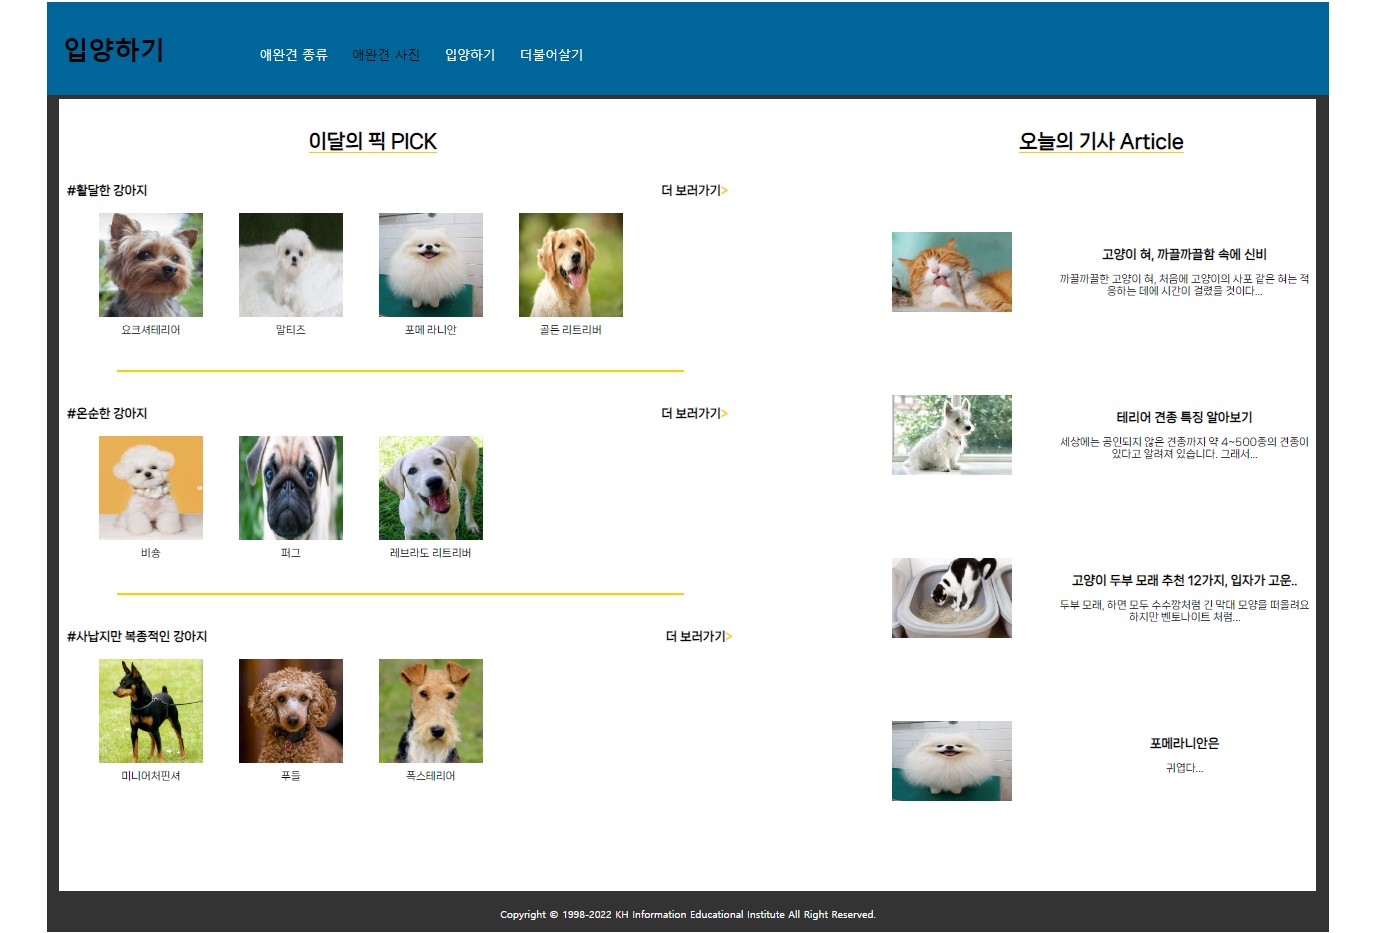 입양하기
애완견 종류 애완견 사진 입양하기 더불어살기
이달의 픽 PICK
#활달한 강아지 더 보러가기>
요크셔테리어 말티즈 포메 라니안 골든 리트리버
#온순한 강아지 더 보러가기>
비숑 퍼그 레브라도 리트리버
#사납지만 복종적인 강아지 더 보러가기>
미니어처핀셔 푸들 폭스테리어
오늘의 기사 Article
고양이 혀, 까끌까끌함 속에 신비
까끌까끌한 고양이 혀, 처음에 고양이의 사포 같은 혀는 적
응하는 데에 시간이 걸렸을 것이다...
테리어 견종 특징 알아보기
세상에는 공인되지 않은 견종까지 약 4~500종의 견종이
있다고 알려져 있습니다. 그래서...
고양이 두부 모래 추천 12가지, 입자가 고운..
두부 모래, 하면 모두 수수깡처럼 긴 막대 모양을 떠올려요
하지만 벤토나이트 처럼...
포메라니안은
귀엽다...
Copyright © 1998-2022 KH Information Educational Institute All Right Reserved.